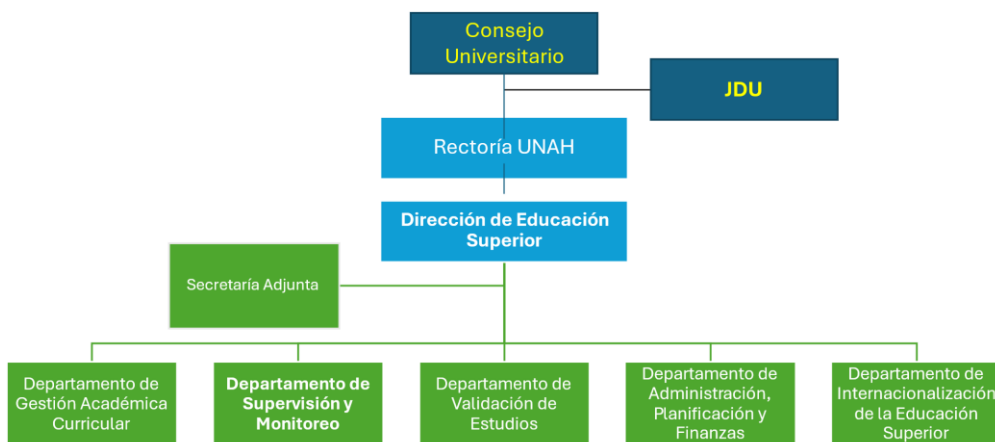 Consejo
Universitario
JDU
Rectoría UNAH
Dirección de Educación
Superior
Secretaría Adjunta
Departamento de
Gestión Académica
Curricular
Departamento de
Supervisión y
Monitoreo
Departamento de
Validación de
Estudios
Departamento de
Administración,
Planificación y
Finanzas
Departamento de
Internacionalización
de la Educación
Superior